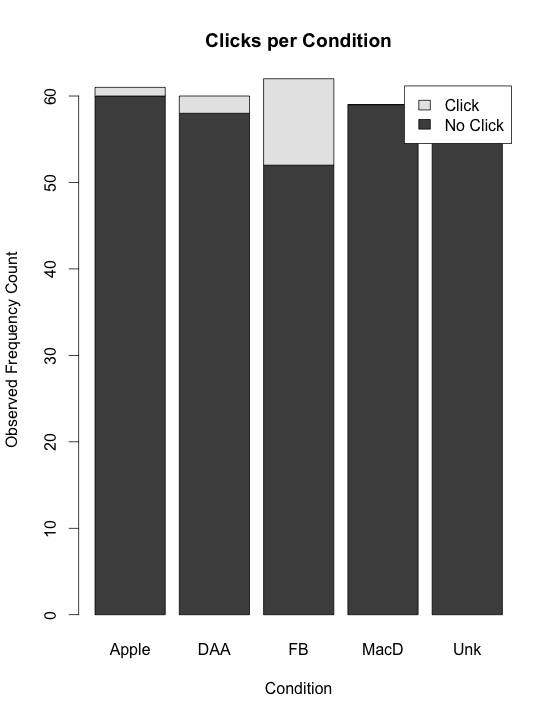 Clicks per Condition
Click
No Click
Observed Frequency Count
60
50
40
30
20
10
0
Apple DAA FB MacD Unk
Condition